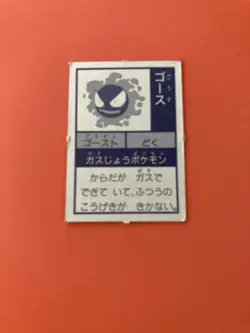 ゴース
ゴースト どく
ガスじょうポケモン
からだが ガスで
できて いて、ふつうの
こうげきが きかない。